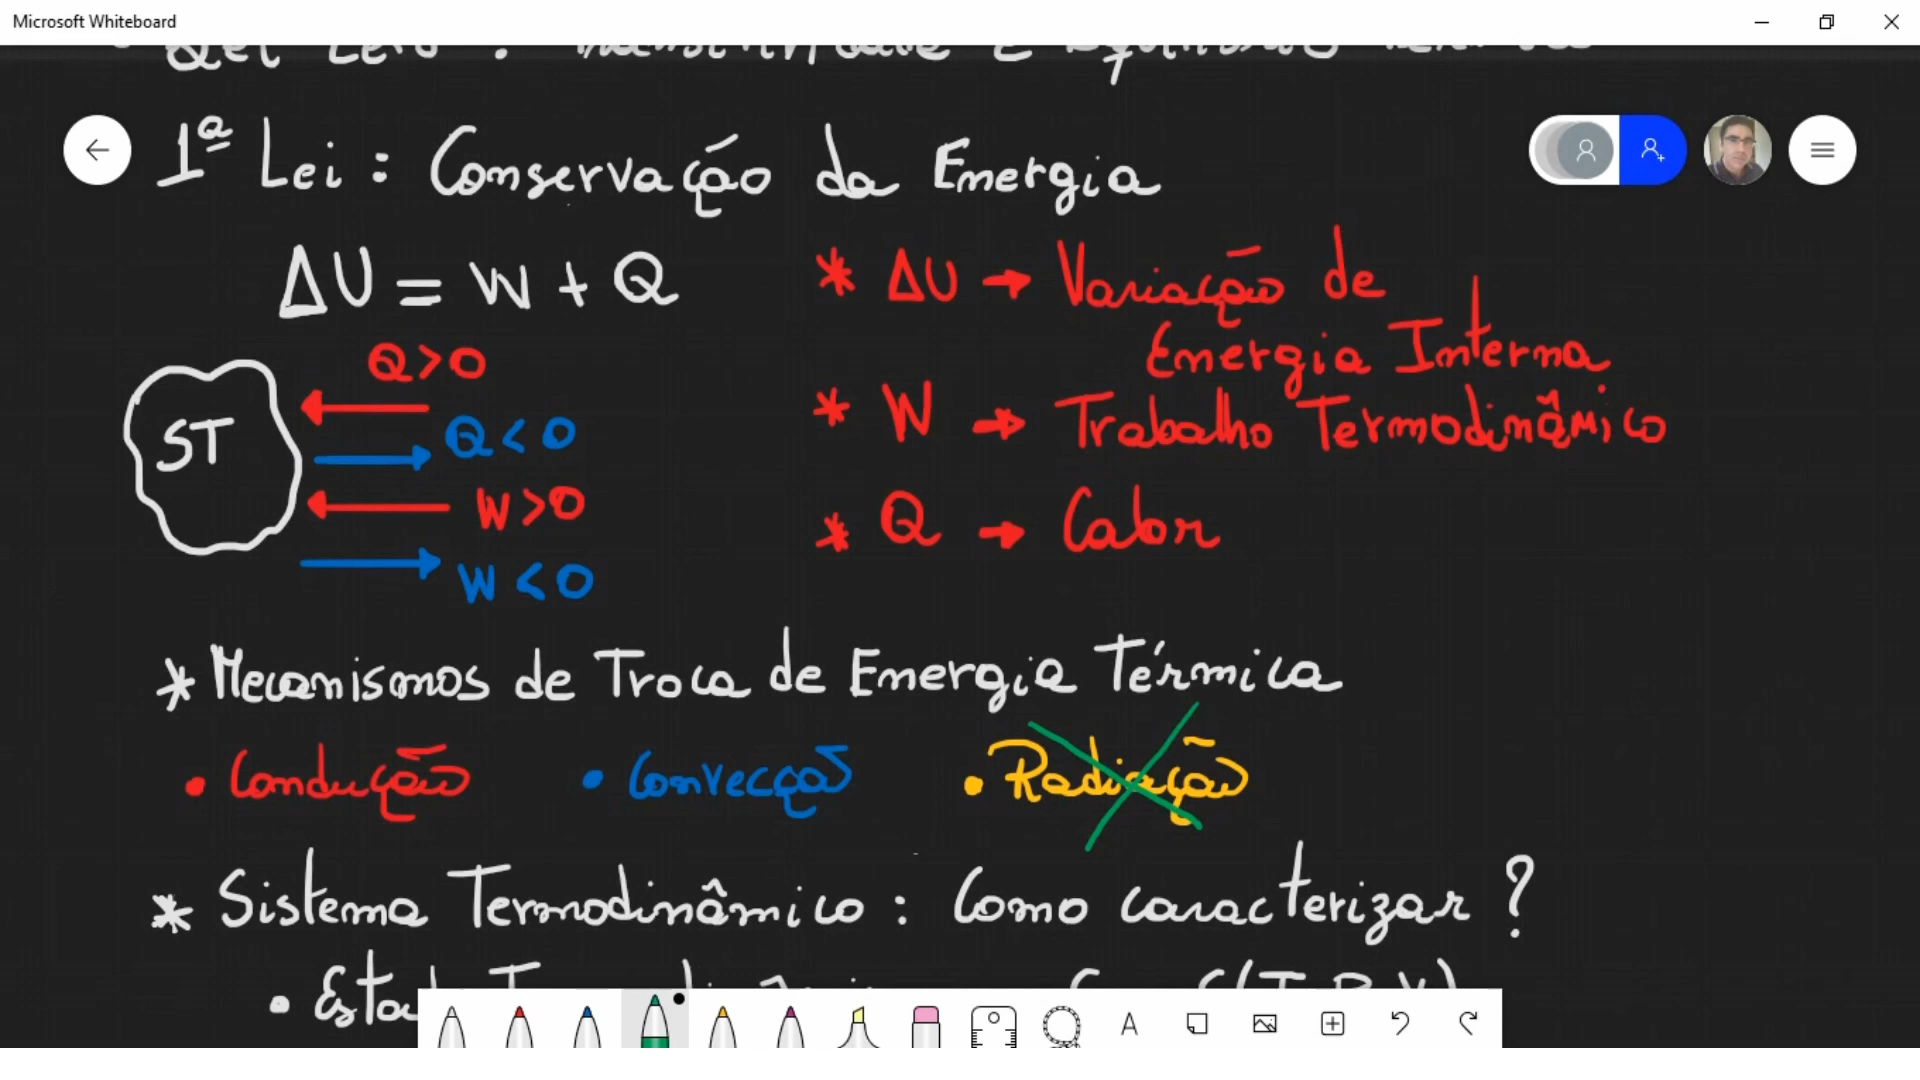 Microsoft Whiteboard
1ª Lei: Conservação da Energia
ΔU = W + Q
* ΔU → Variação de
Energia Interna
* W → Trabalho Termodinâmico
* Q → Calor
ST
Q > 0
Q < 0
W > 0
W < 0
* Mecanismos de Troca de Energia Térmica
• Condução • Convecção • Radiação
* Sistema Termodinâmico: Como caracterizar?